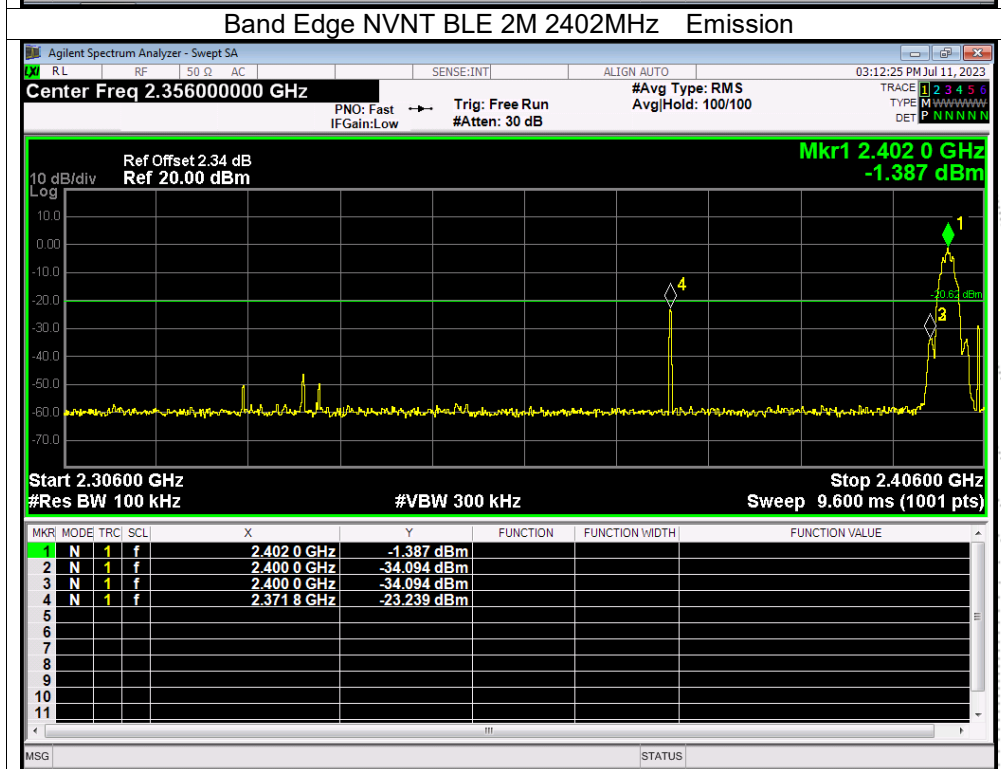 Band Edge NVNT BLE 2M 2402MHz Emission
Agilent Spectrum Analyzer - Swept SA
LXI RL RF 50 Ω AC SENSE:INT ALIGN AUTO 03:12:25 PM Jul 11, 2023
Center Freq 2.356000000 GHz #Avg Type: RMS TRACE 1 2 3 4 5 6
PNO: Fast Trig: Free Run Avg|Hold: 100/100 TYPE M WWWWW
IFGain:Low #Atten: 30 dB DET P N N N N N
Mkr1 2.402 0 GHz
-1.387 dBm
Ref Offset 2.34 dB
10 dB/div Ref 20.00 dBm
Log
10.0
0.00
-10.0
-20.0
-30.0
-40.0
-50.0
-60.0
-70.0
1
4
-20.62 dBm
3
Start 2.30600 GHz Stop 2.40600 GHz
#Res BW 100 kHz #VBW 300 kHz Sweep 9.600 ms (1001 pts)
MKR MODE TRC SCL X Y FUNCTION FUNCTION WIDTH FUNCTION VALUE
1 N 1 f 2.402 0 GHz -1.387 dBm
2 N 1 f 2.400 0 GHz -34.094 dBm
3 N 1 f 2.400 0 GHz -34.094 dBm
4 N 1 f 2.371 8 GHz -23.239 dBm
5
6
7
8
9
10
11
MSG STATUS